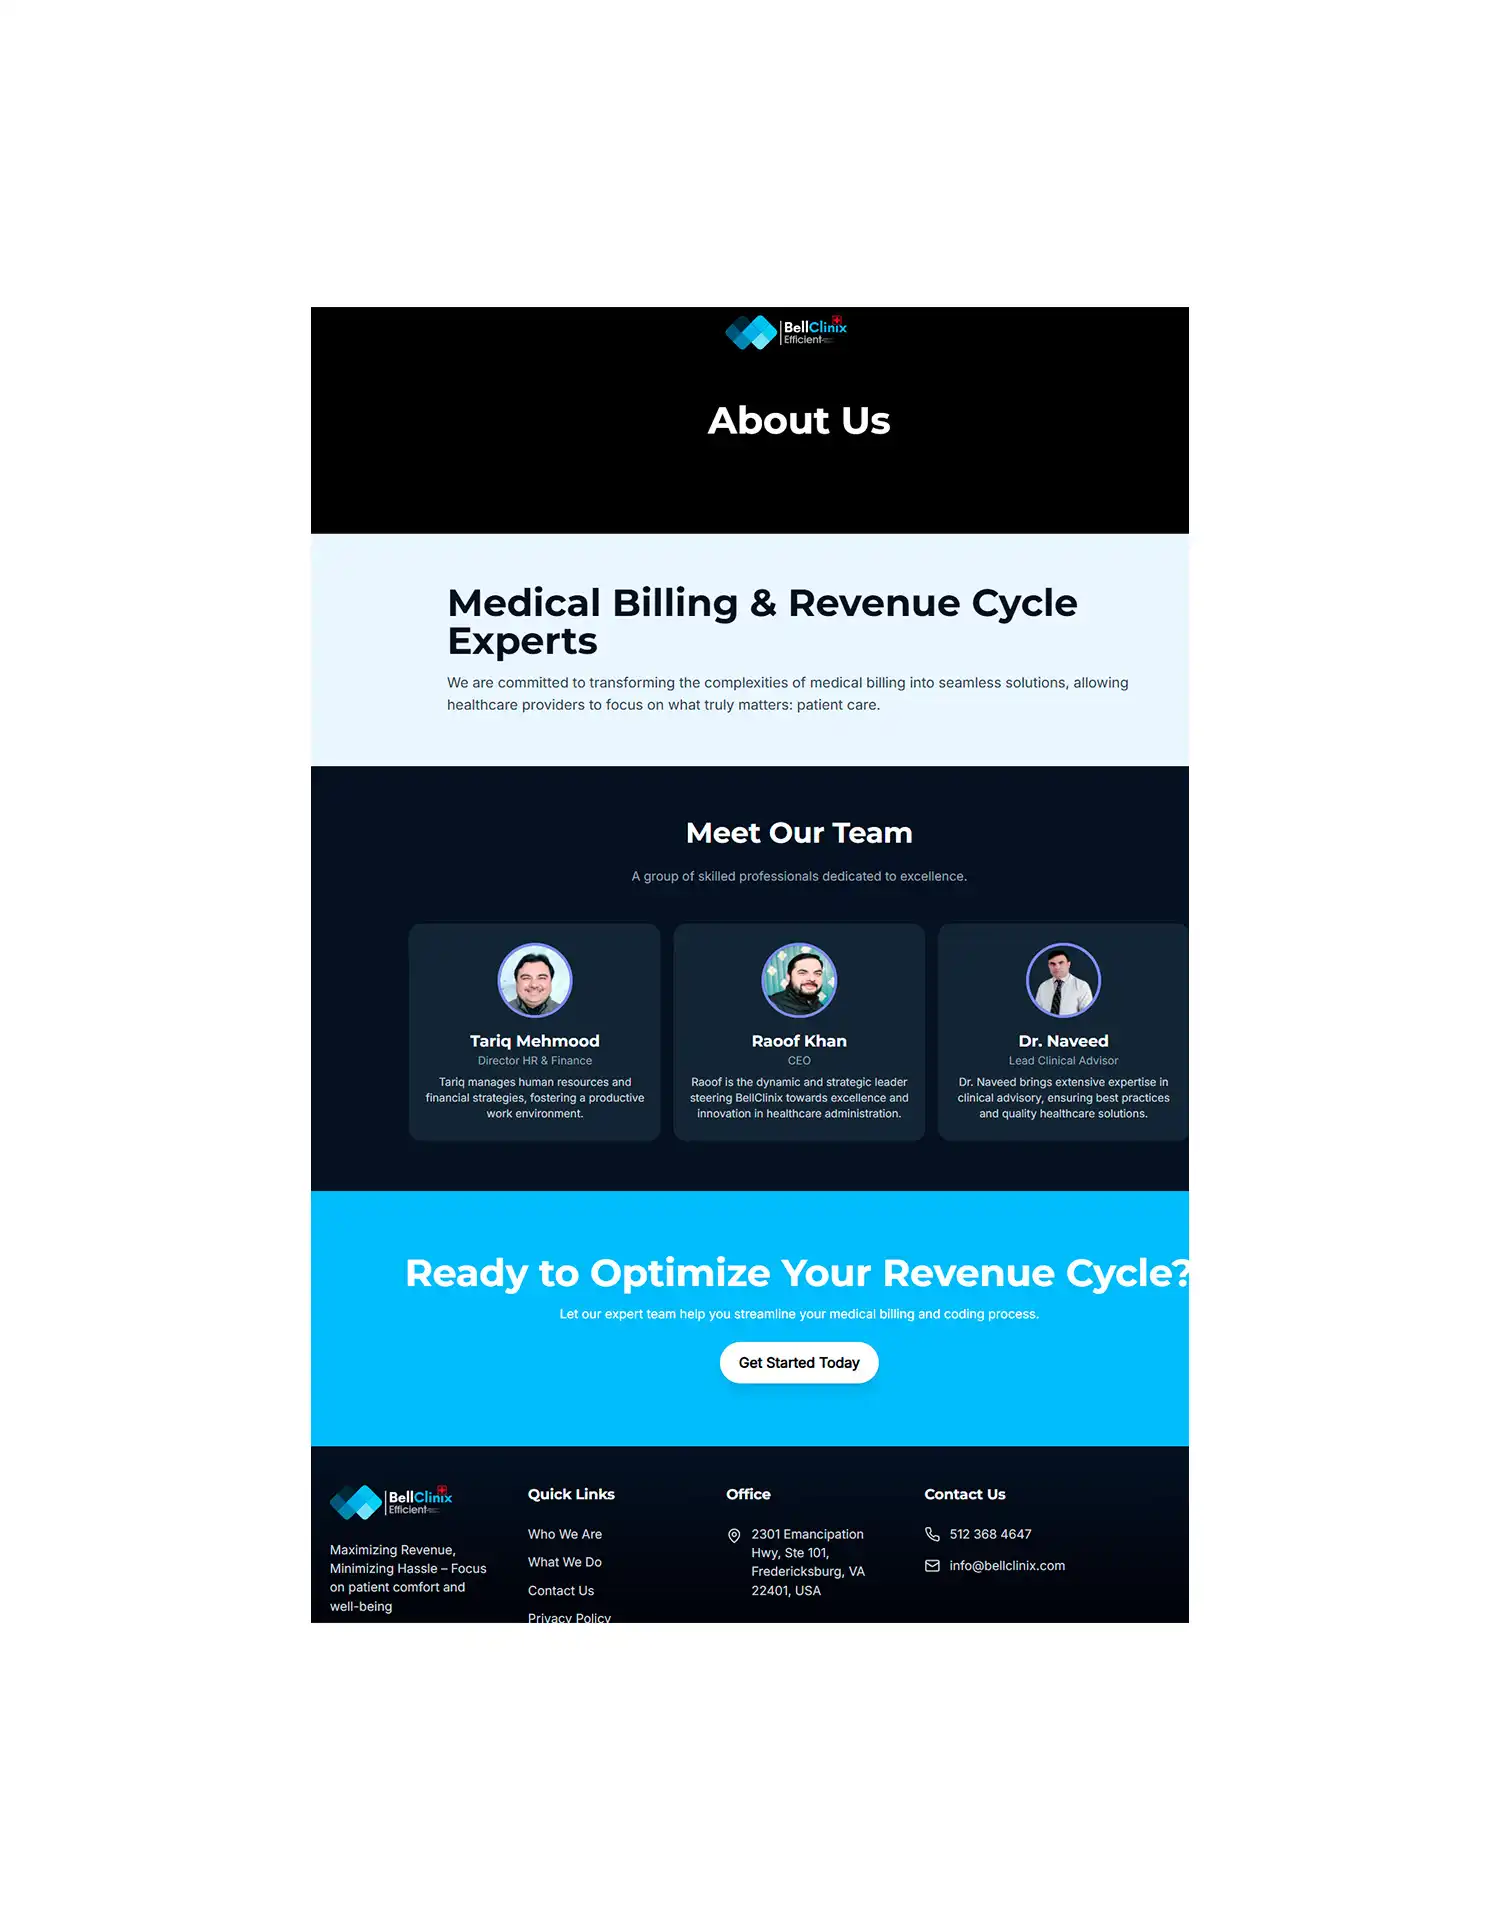 BellClinix
Efficient
About Us
Medical Billing & Revenue Cycle
Experts
We are committed to transforming the complexities of medical billing into seamless solutions, allowing
healthcare providers to focus on what truly matters: patient care.
Meet Our Team
A group of skilled professionals dedicated to excellence.
Tariq Mehmood
Director HR & Finance
Tariq manages human resources and
financial strategies, fostering a productive
work environment.
Raoof Khan
CEO
Raoof is the dynamic and strategic leader
steering BellClinix towards excellence and
innovation in healthcare administration.
Dr. Naveed
Lead Clinical Advisor
Dr. Naveed brings extensive expertise in
clinical advisory, ensuring best practices
and quality healthcare solutions.
Ready to Optimize Your Revenue Cycle?
Let our expert team help you streamline your medical billing and coding process.
Get Started Today
BellClinix
Efficient
Maximizing Revenue,
Minimizing Hassle – Focus
on patient comfort and
well-being
Quick Links
Who We Are
What We Do
Contact Us
Privacy Policy
Office
2301 Emancipation
Hwy, Ste 101,
Fredericksburg, VA
22401, USA
Contact Us
512 368 4647
info@bellclinix.com